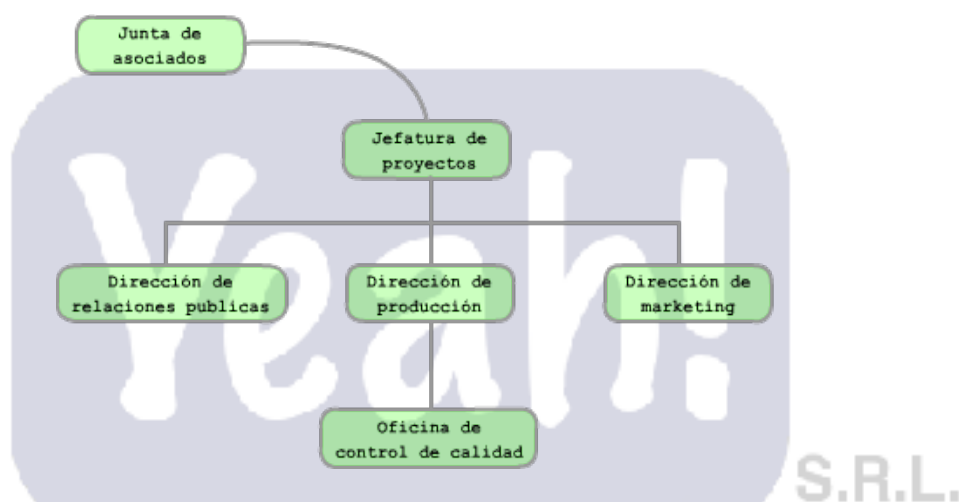 Junta de
asociados
Jefatura de
proyectos
Dirección de
relaciones publicas
Dirección de
producción
Dirección de
marketing
Oficina de
control de calidad
Yeah!
S.R.L.